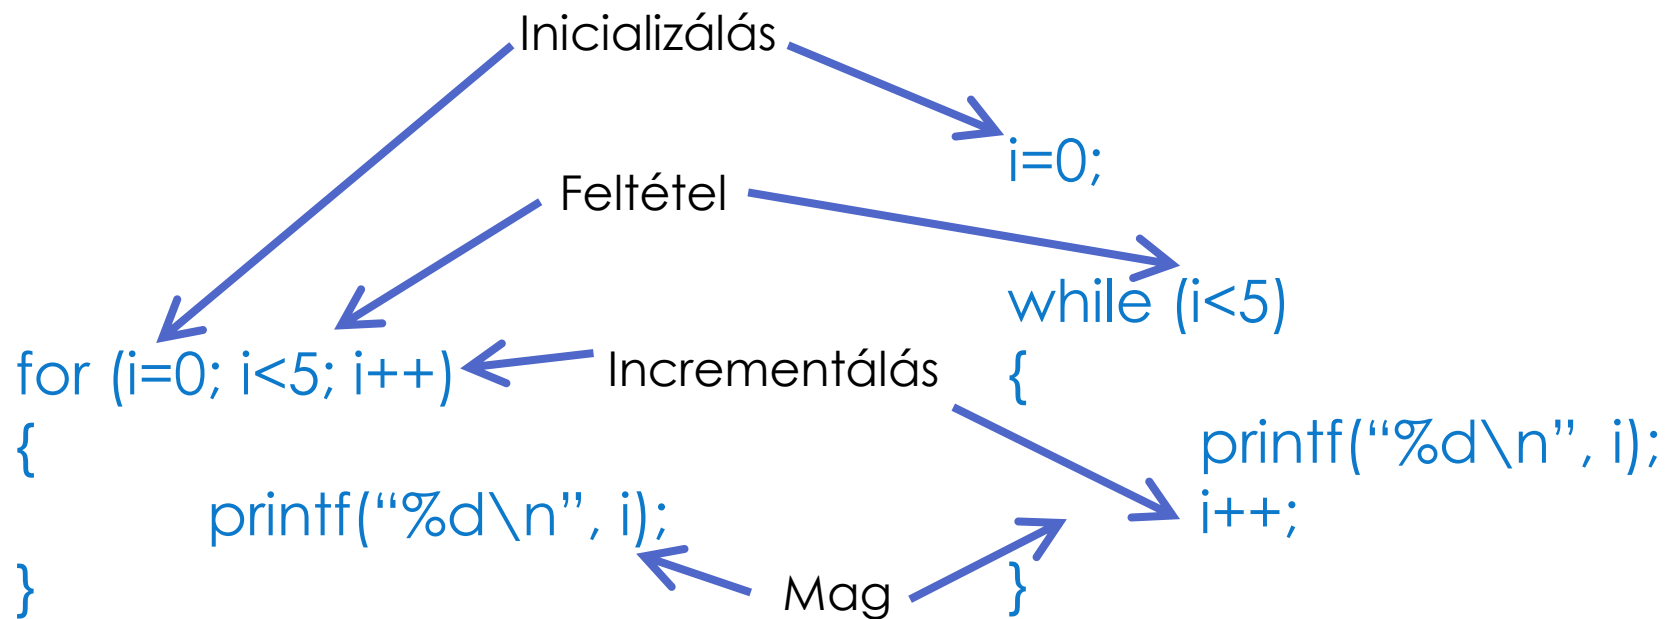 Inicializálás
i=0;
Feltétel
while (i<5)
for (i=0; i<5; i++)
Incrementálás
{
{
printf(“%d\n”, i);
printf(“%d\n”, i);
i++;
}
Mag
}